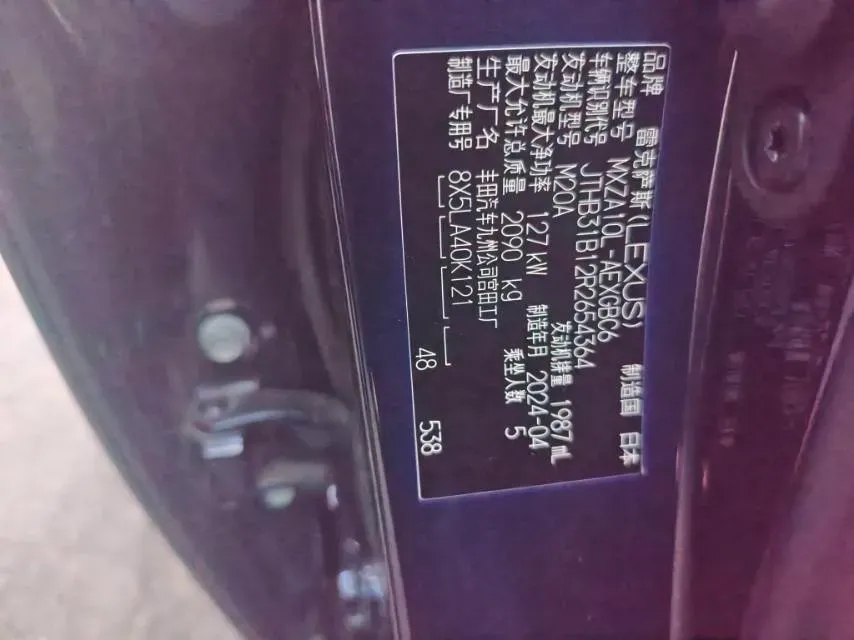 品牌 雷克萨斯(LEXUS) 制造国 日本
整车型号 MXZA10L-AEXGBC6
车辆识别代号 JTHB31B12R2654364
发动机型号 M20A 发动机排量 1987 mL
发动机最大净功率 127 kW 制造年月 2024-04
最大允许总质量 2090 kg 乘坐人数 5
生产厂名 丰田汽车九州公司宫田工厂
制造厂专用号 8X5LA40K121 48 538